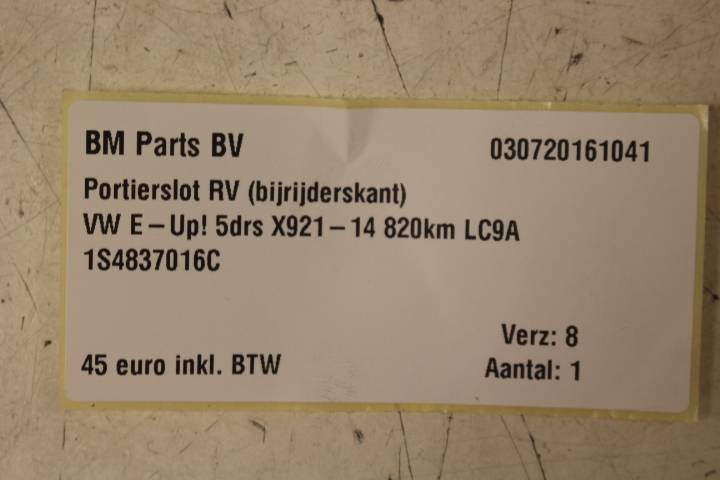 BM Parts BV 030720161041
Portierslot RV (bijrijderskant)
VW E-Up! 5drs X921-14 820km LC9A
1S4837016C
Verz: 8
45 euro inkl. BTW Aantal: 1